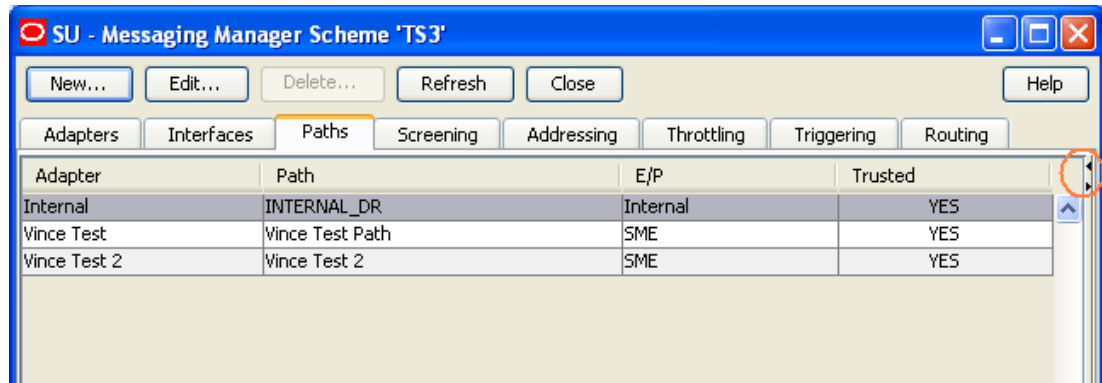 SU - Messaging Manager Scheme 'TS3'
New... Edit... Delete... Refresh Close Help
Adapters Interfaces Paths Screening Addressing Throttling Triggering Routing
Adapter Path E/P Trusted
Internal INTERNAL_DR Internal YES
Vince Test Vince Test Path SME YES
Vince Test 2 Vince Test 2 SME YES